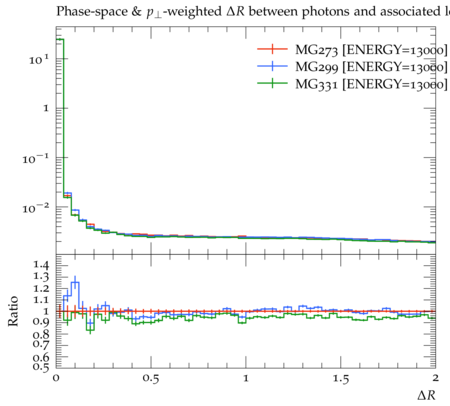 Phase-space & p⊥-weighted ΔR between photons and associated le
MG273 [ENERGY=13000]
MG299 [ENERGY=13000]
MG331 [ENERGY=13000]
10¹
1
10⁻¹
10⁻²
1.4
1.3
1.2
1.1
1
0.9
0.8
0.7
0.6
0.5
Ratio
0 0.5 1 1.5 2
ΔR